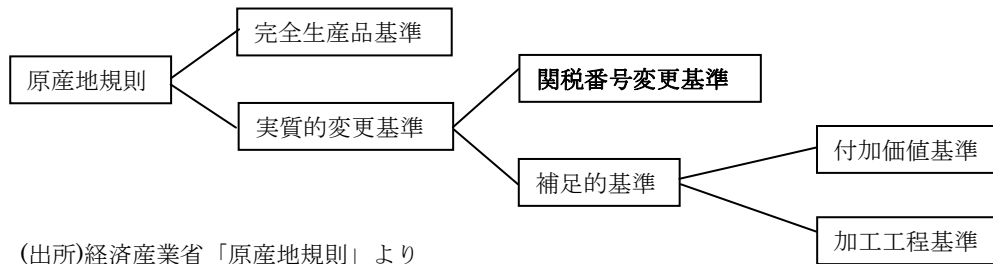 完全生産品基準
原産地規則
関税番号変更基準
実質的変更基準
付加価値基準
補足的基準
加工工程基準
(出所)経済産業省「原産地規則」より